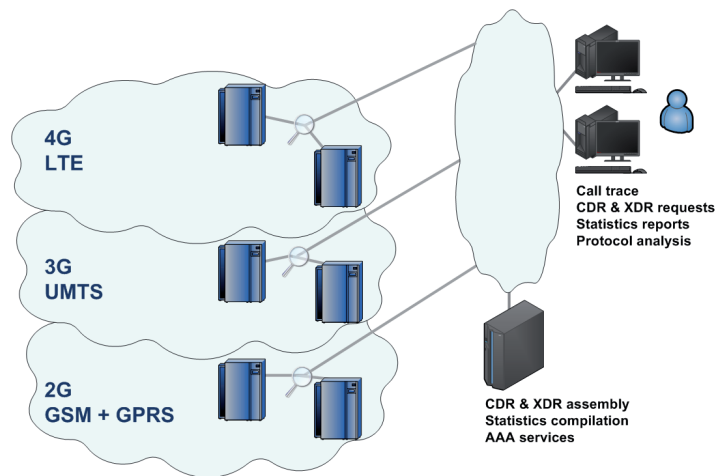 4G
LTE
3G
UMTS
2G
GSM + GPRS
Call trace
CDR & XDR requests
Statistics reports
Protocol analysis
CDR & XDR assembly
Statistics compilation
AAA services